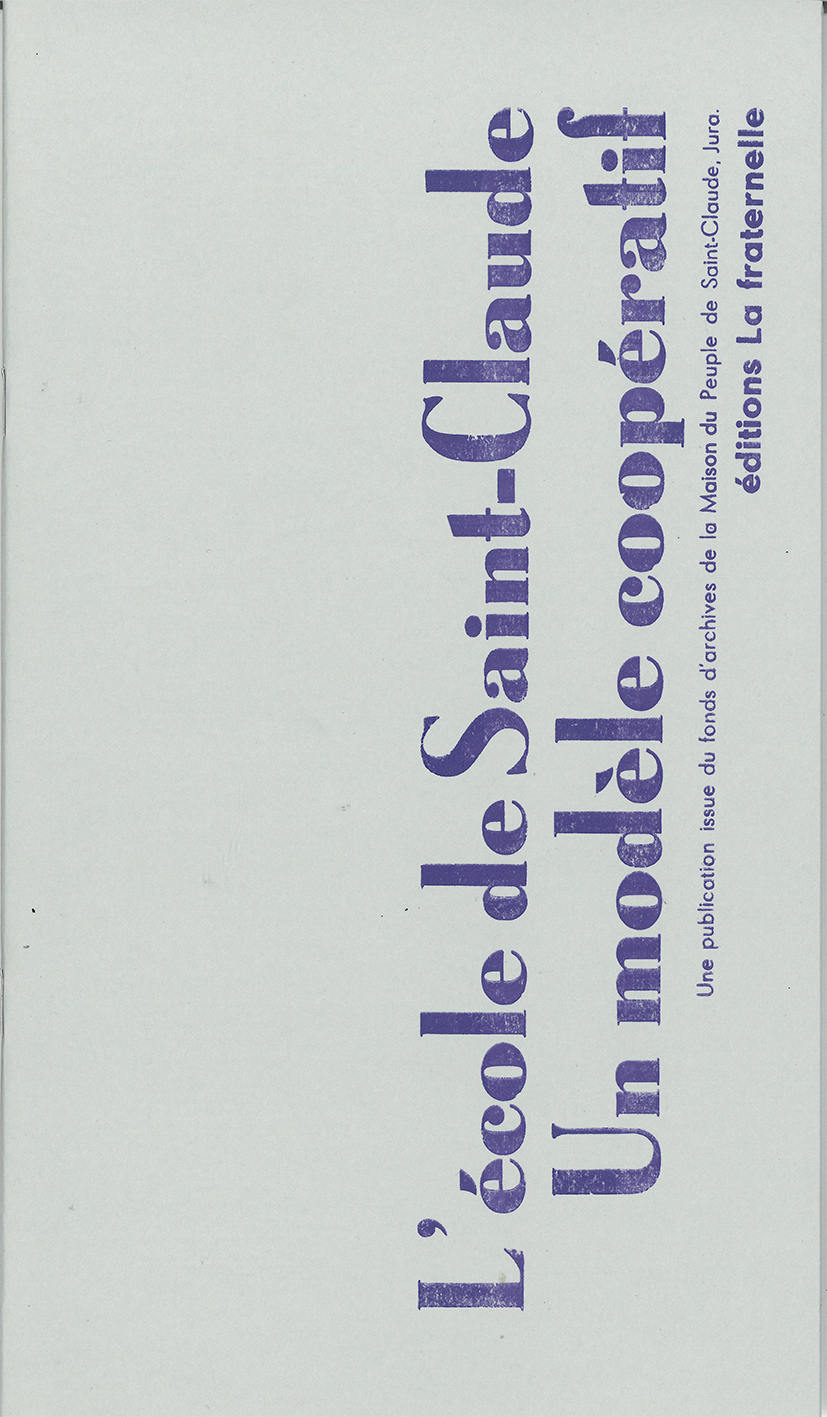 L'école de Saint-Claude
Un modèle coopératif
Une publication issue du fonds d'archives de la Maison du Peuple de Saint-Claude, Jura.
éditions La fraternelle